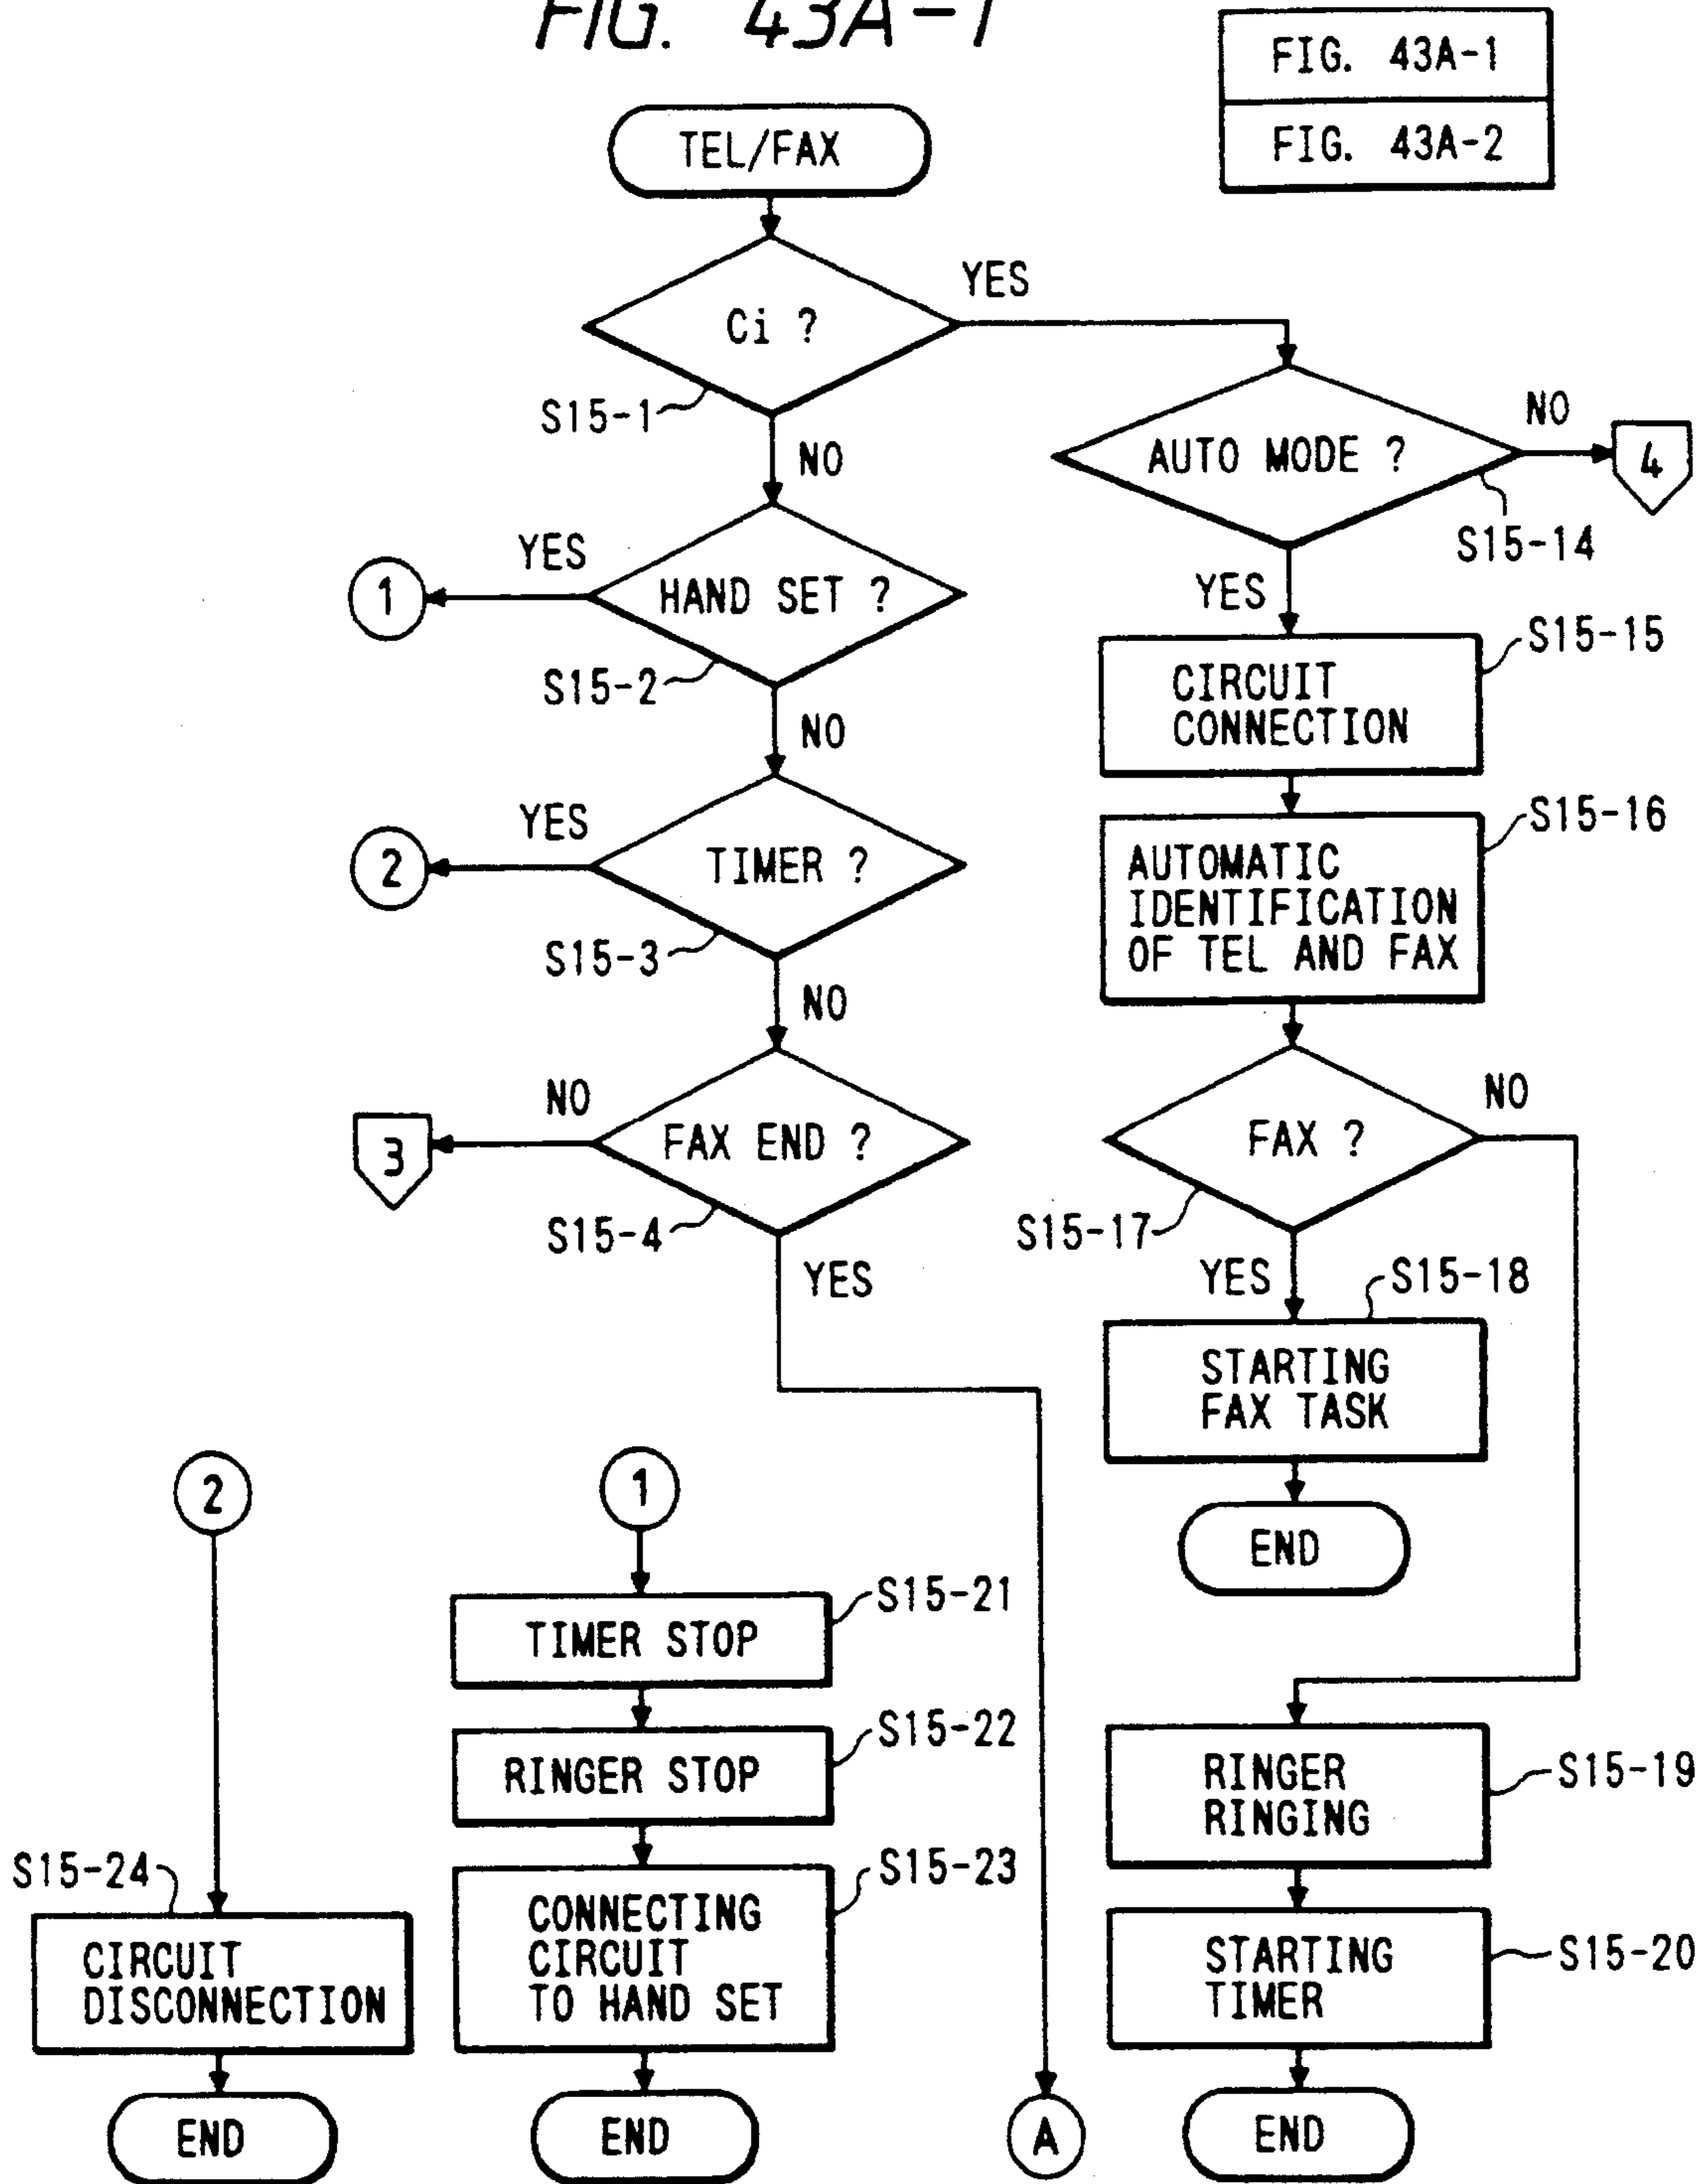 FIG. 43A-1
FIG. 43A-1
FIG. 43A-2
TEL/FAX
Ci ?
YES
S15-1
NO
AUTO MODE ?
NO
4
S15-14
YES
HAND SET ?
YES
1
S15-2
NO
CIRCUIT
CONNECTION
S15-15
TIMER ?
YES
2
S15-3
NO
AUTOMATIC
IDENTIFICATION
OF TEL AND FAX
S15-16
FAX END ?
NO
3
S15-4
YES
FAX ?
NO
S15-17
YES
S15-18
STARTING
FAX TASK
END
2
1
S15-21
TIMER STOP
S15-22
RINGER STOP
RINGER
RINGING
S15-19
S15-24
CIRCUIT
DISCONNECTION
S15-23
CONNECTING
CIRCUIT
TO HAND SET
STARTING
TIMER
S15-20
END
END
A
END